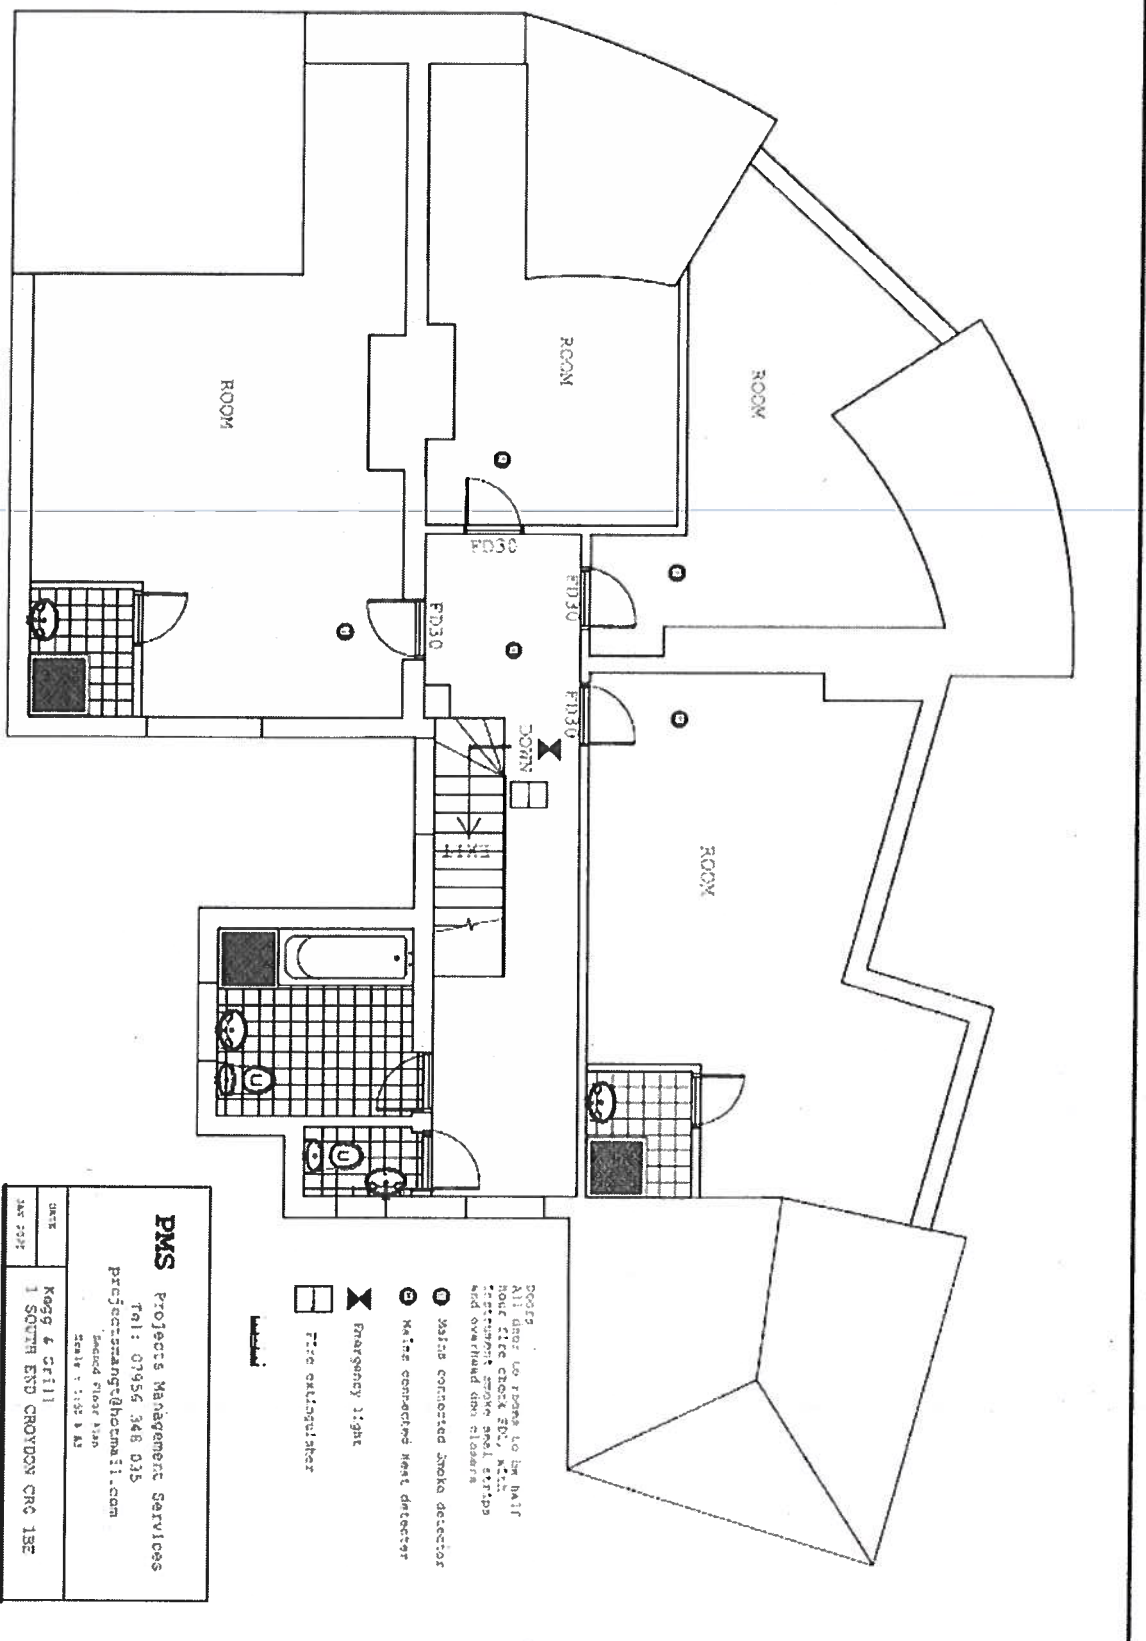 ROOM
ROOM
ROOM
ROOM
FD30
FD30
FD30
FD30
DOWN
Doors
All door to rooms to be half
hour fire check FD, with
smoke seal strips
and overhead door closers
Mains connected Smoke detector
Mains connected Heat detector
Emergency light
Fire extinguisher
PMS Projects Management Services
Tel: 07956 348 035
projectsmangt@hotmail.com
Second Floor Plan
DATE
Kegg & Grill
1 SOUTH END CROYDON CR0 1BE